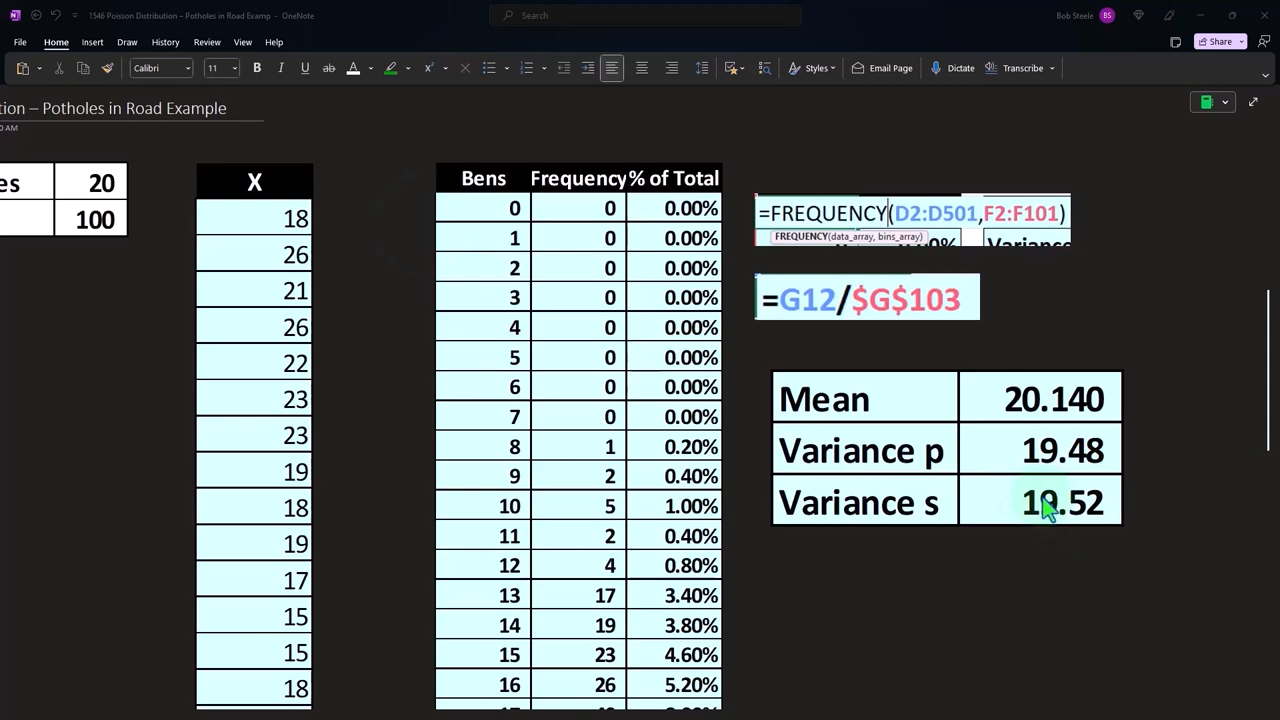 1546 Poisson Distribution – Potholes in Road Examp - OneNote
Search
Bob Steele
BS
File Home Insert Draw History Review View Help
Share
Calibri 11 B I U ab A Styles Email Page Dictate Transcribe
tion – Potholes in Road Example
0 AM
es 20
100
X
18
26
21
26
22
23
23
19
18
19
17
15
15
18
Bens Frequency % of Total
0 0 0.00%
1 0 0.00%
2 0 0.00%
3 0 0.00%
4 0 0.00%
5 0 0.00%
6 0 0.00%
7 0 0.00%
8 1 0.20%
9 2 0.40%
10 5 1.00%
11 2 0.40%
12 4 0.80%
13 17 3.40%
14 19 3.80%
15 23 4.60%
16 26 5.20%
=FREQUENCY(D2:D501,F2:F101)
FREQUENCY(data_array, bins_array)
=G12/$G$103
Mean 20.140
Variance p 19.48
Variance s 19.52